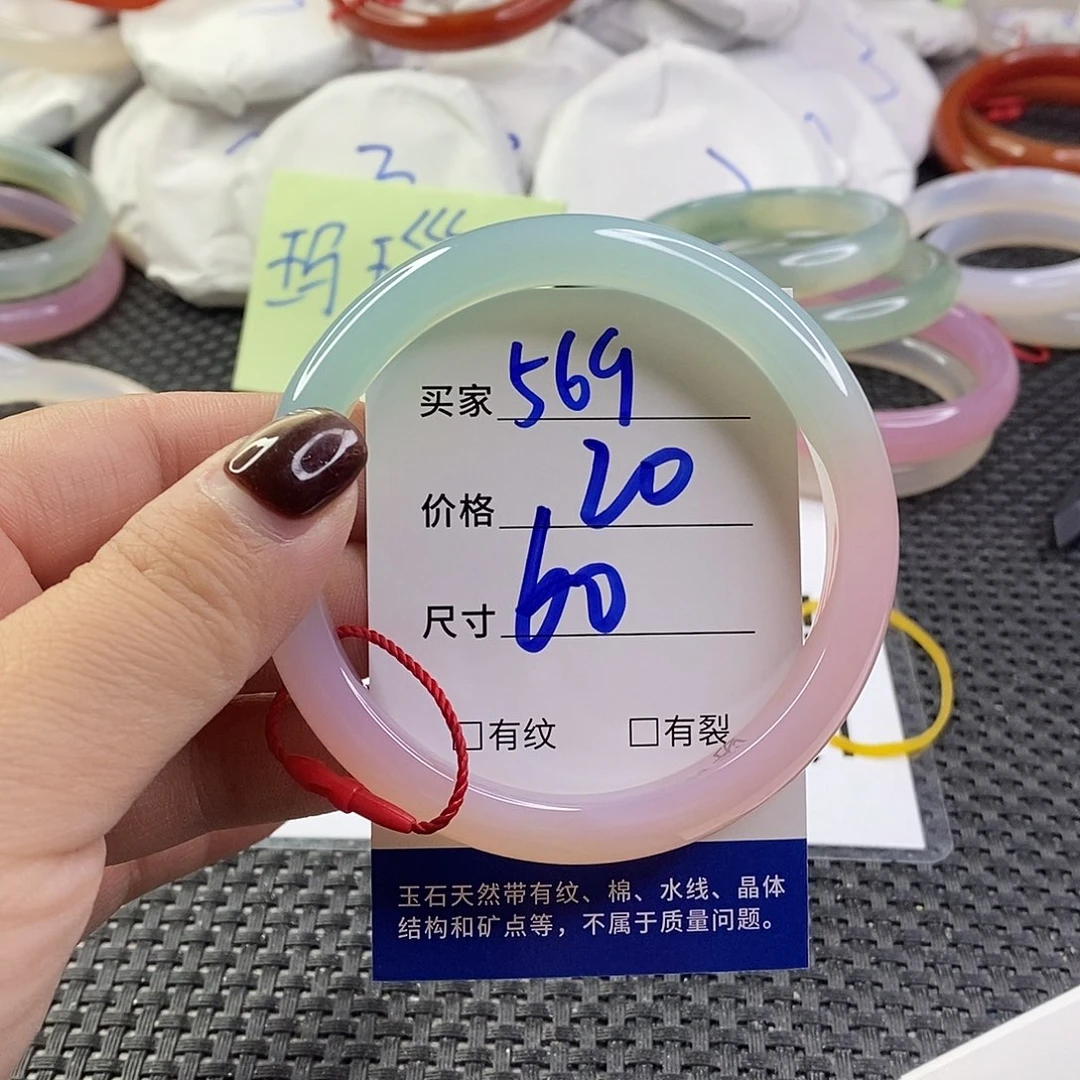 玛瑙
买家 569
价格 20
尺寸 60
□有纹 □有裂
玉石天然带有纹、棉、水线、晶体
结构和矿点等，不属于质量问题。